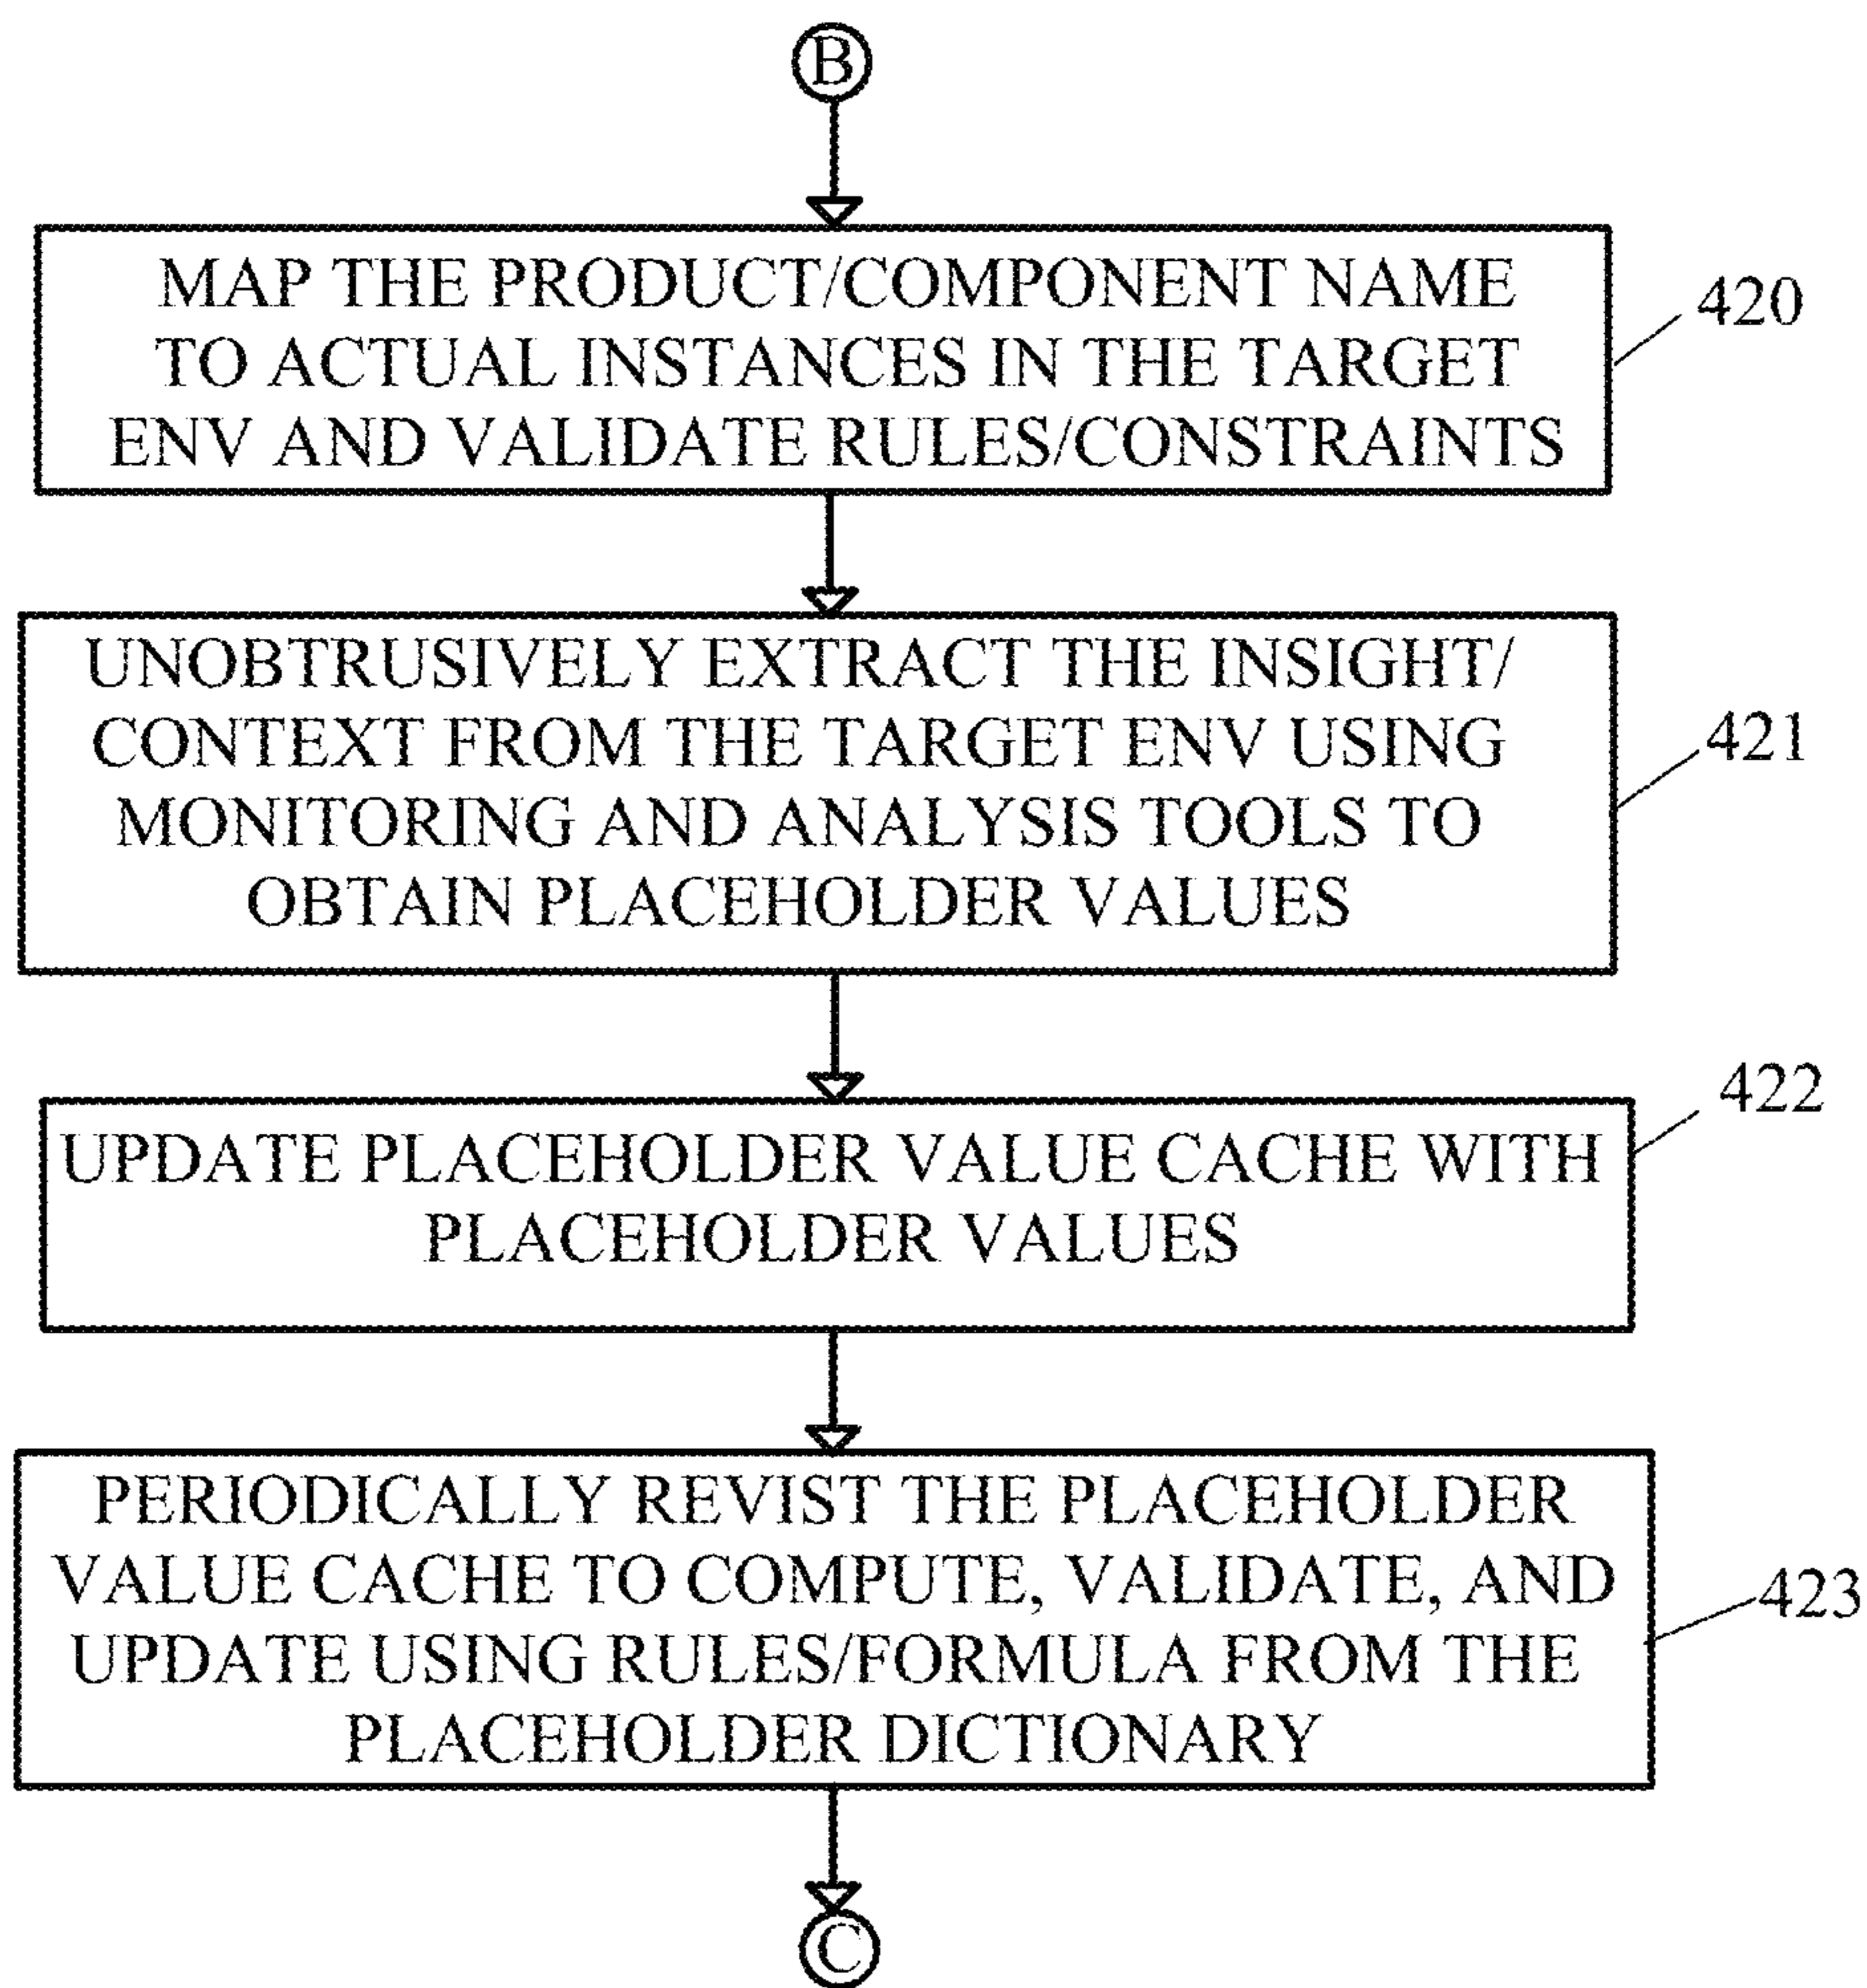 B
MAP THE PRODUCT/COMPONENT NAME
TO ACTUAL INSTANCES IN THE TARGET
ENV AND VALIDATE RULES/CONSTRAINTS
420
UNOBTRUSIVELY EXTRACT THE INSIGHT/
CONTEXT FROM THE TARGET ENV USING
MONITORING AND ANALYSIS TOOLS TO
OBTAIN PLACEHOLDER VALUES
421
UPDATE PLACEHOLDER VALUE CACHE WITH
PLACEHOLDER VALUES
422
PERIODICALLY REVIST THE PLACEHOLDER
VALUE CACHE TO COMPUTE, VALIDATE, AND
UPDATE USING RULES/FORMULA FROM THE
PLACEHOLDER DICTIONARY
423
C